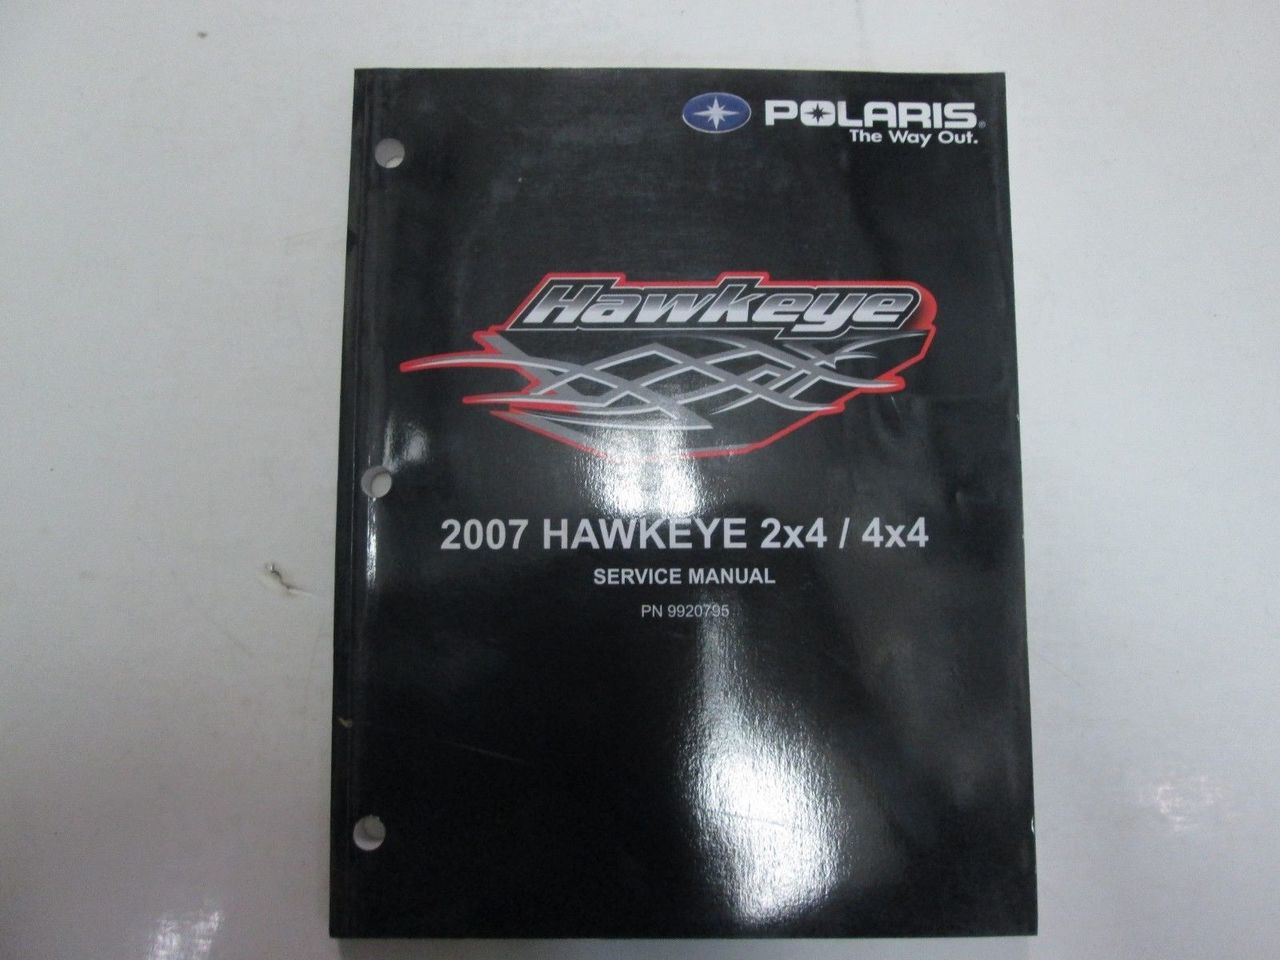 POLARIS®
The Way Out.
Hawkeye
2007 HAWKEYE 2x4 / 4x4
SERVICE MANUAL
PN 9920795